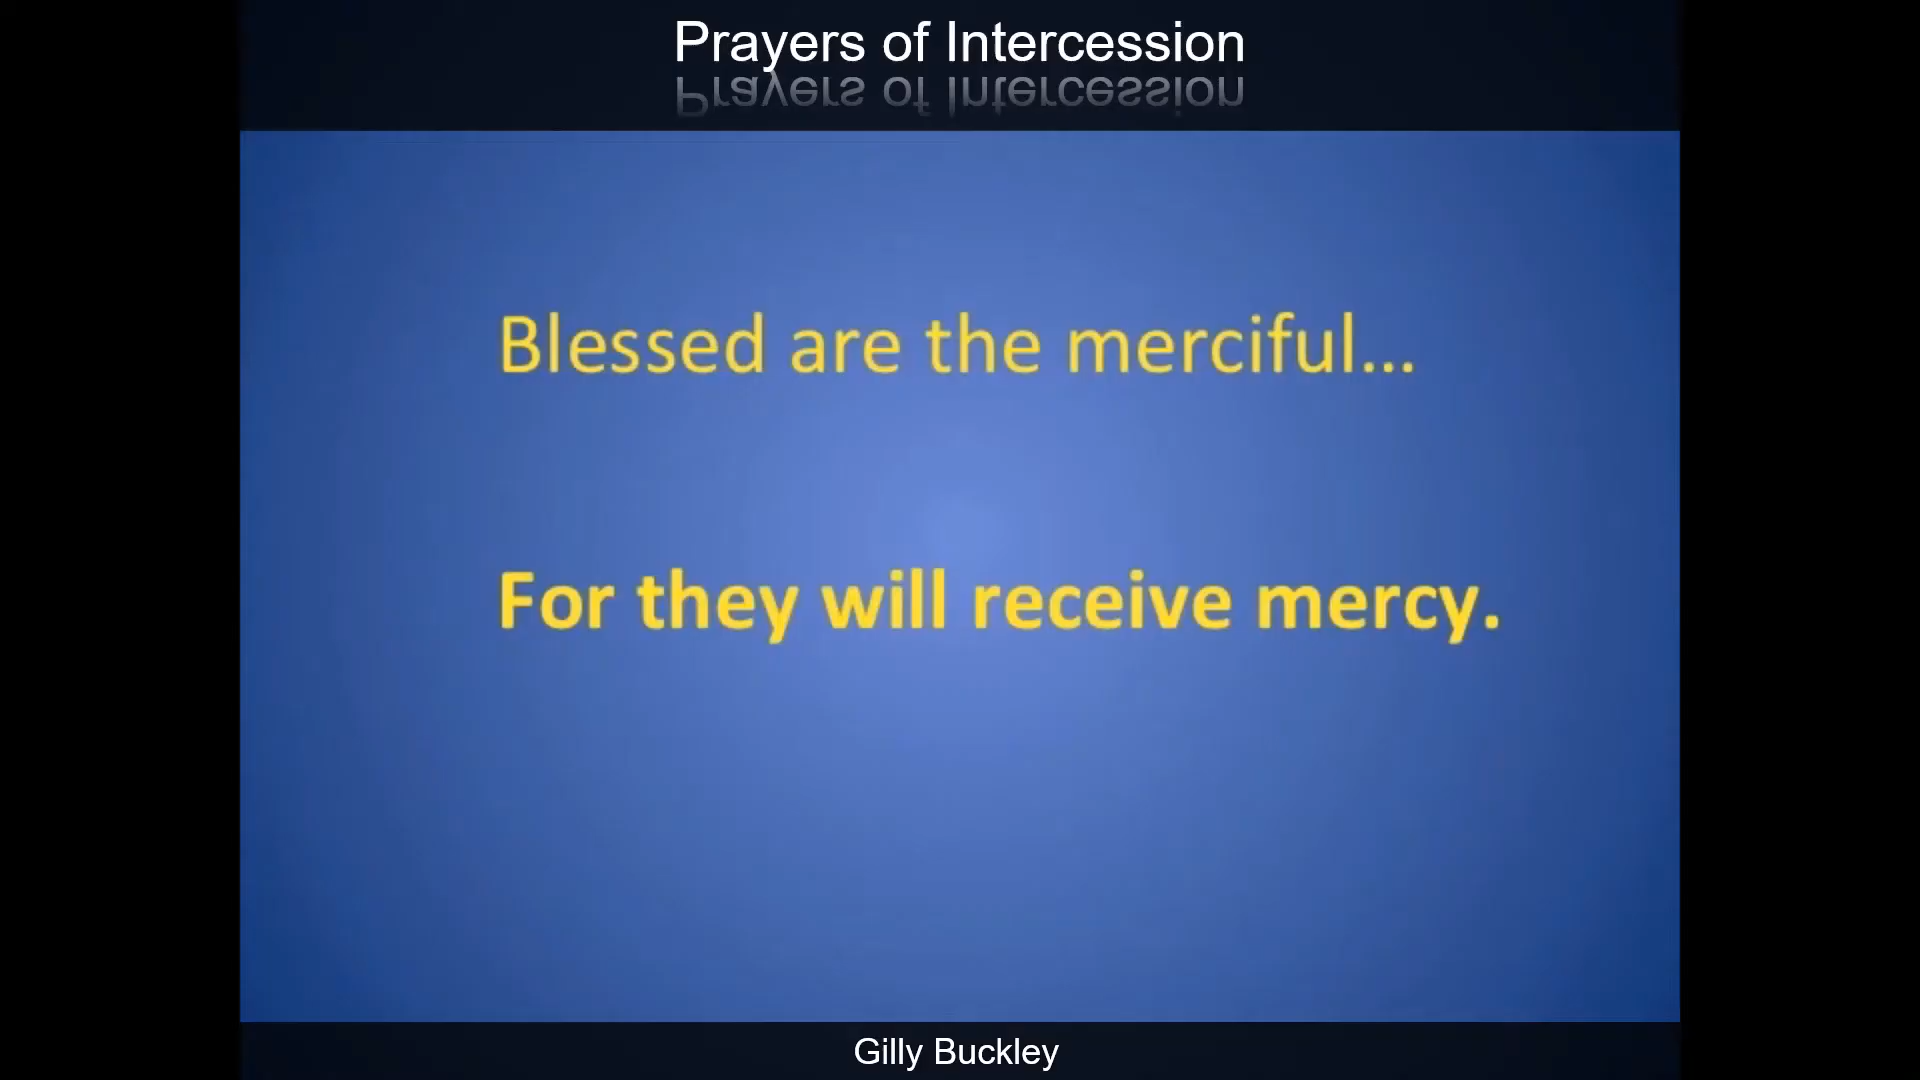 Prayers of Intercession
Blessed are the merciful...
For they will receive mercy.
Gilly Buckley